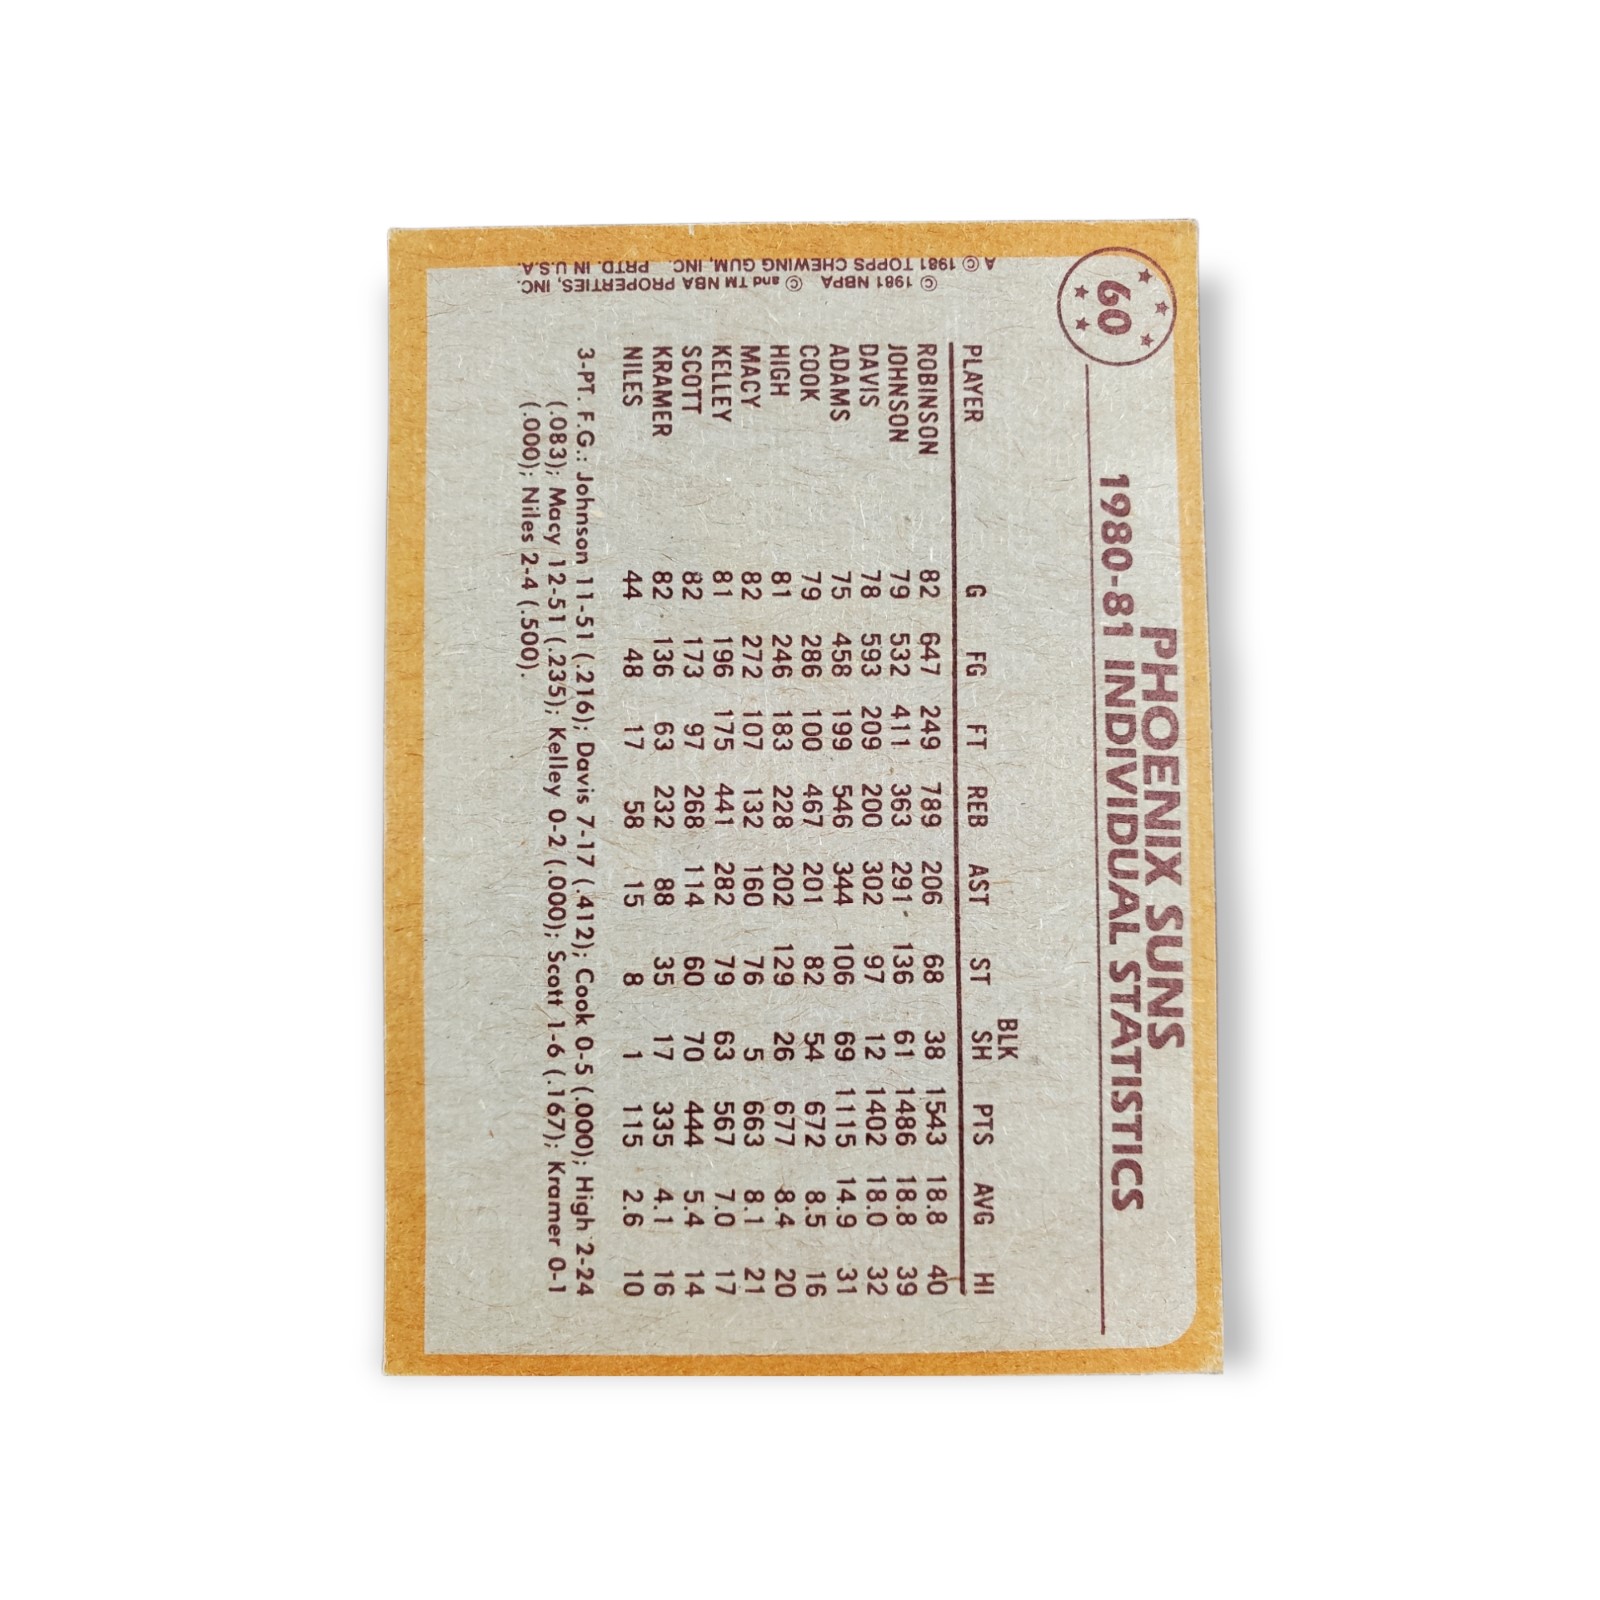 60
PHOENIX SUNS
1980-81 INDIVIDUAL STATISTICS
BLK
PLAYER G FG FT REB AST ST SH PTS AVG HI
ROBINSON 82 647 249 789 206 68 38 1543 18.8 40
JOHNSON 79 532 411 363 291 136 61 1486 18.8 39
DAVIS 78 593 209 200 302 97 12 1402 18.0 32
ADAMS 75 458 199 546 344 106 69 1115 14.9 31
COOK 79 286 100 467 201 82 54 672 8.5 16
HIGH 81 246 183 228 202 129 26 677 8.4 20
MACY 82 272 107 132 160 76 5 663 8.1 21
KELLEY 81 196 175 441 282 79 63 567 7.0 17
SCOTT 82 173 97 268 114 60 70 444 5.4 14
KRAMER 82 136 63 232 88 35 17 335 4.1 16
NILES 44 48 17 58 15 8 1 115 2.6 10
3-PT. F.G.: Johnson 11-51 (.216); Davis 7-17 (.412); Cook 0-5 (.000); High 2-24
(.083); Macy 12-51 (.235); Kelley 0-2 (.000); Scott 1-6 (.167); Kramer 0-1
(.000); Niles 2-4 (.500).
© 1981 NBPA © and TM NBA PROPERTIES, INC.
A © 1981 TOPPS CHEWING GUM, INC. PRTD. IN U.S.A.